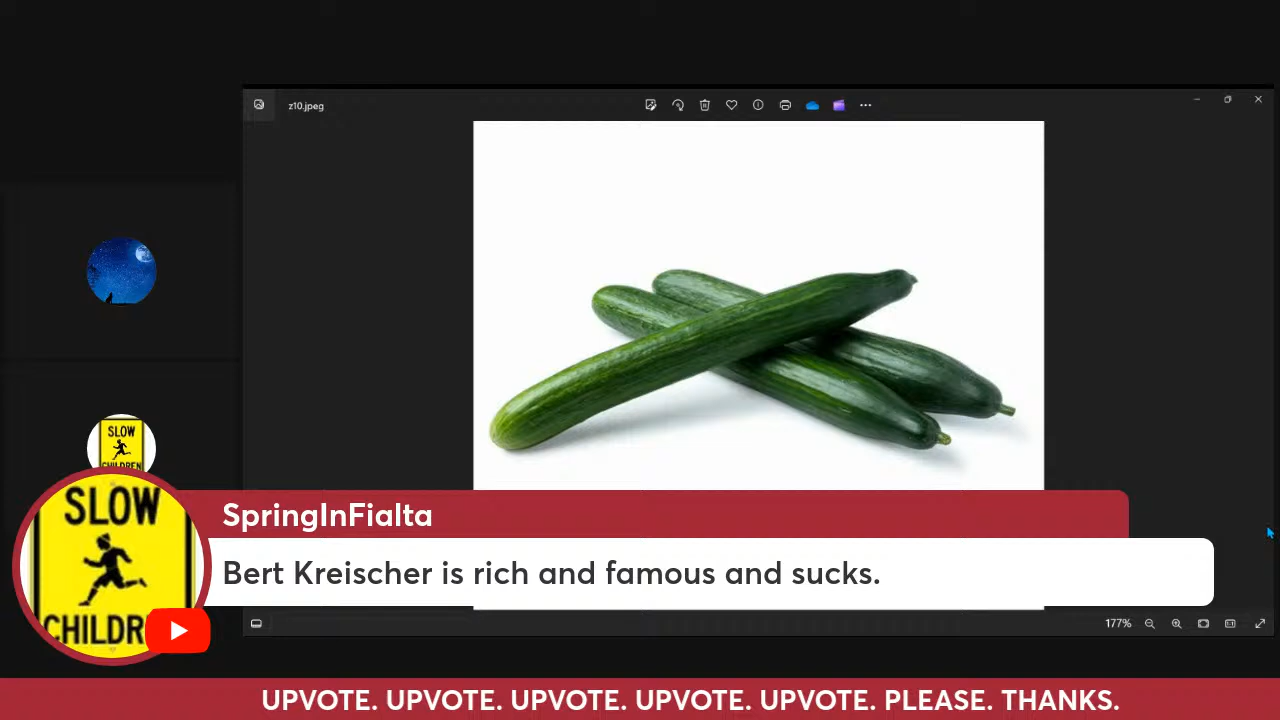 z10.jpeg
SLOW
CHILDREN
SpringInFialta
Bert Kreischer is rich and famous and sucks.
SLOW
CHILDR
177%
UPVOTE. UPVOTE. UPVOTE. UPVOTE. UPVOTE. PLEASE. THANKS.